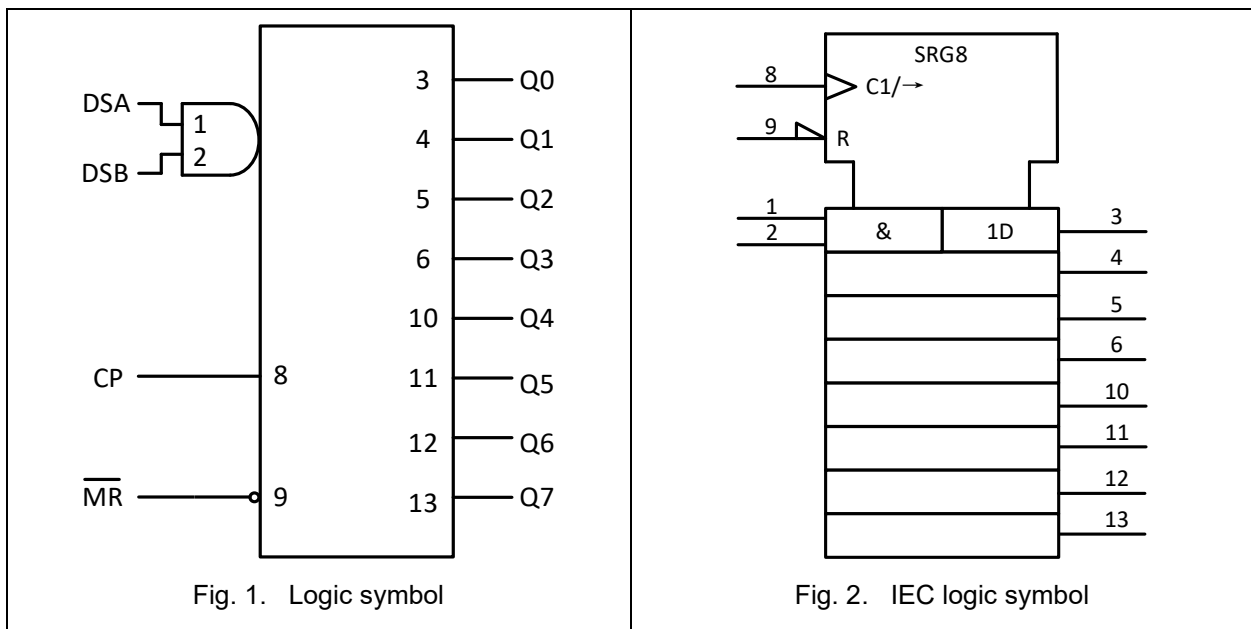 3 Q0
DSA
1
4 Q1
2
DSB
5 Q2
6 Q3
10 Q4
CP 8 11 Q5
12 Q6
MR 9 13 Q7
Fig. 1. Logic symbol
SRG8
8 C1/→
9 R
1 & 1D 3
2
4
5
6
10
11
12
13
Fig. 2. IEC logic symbol